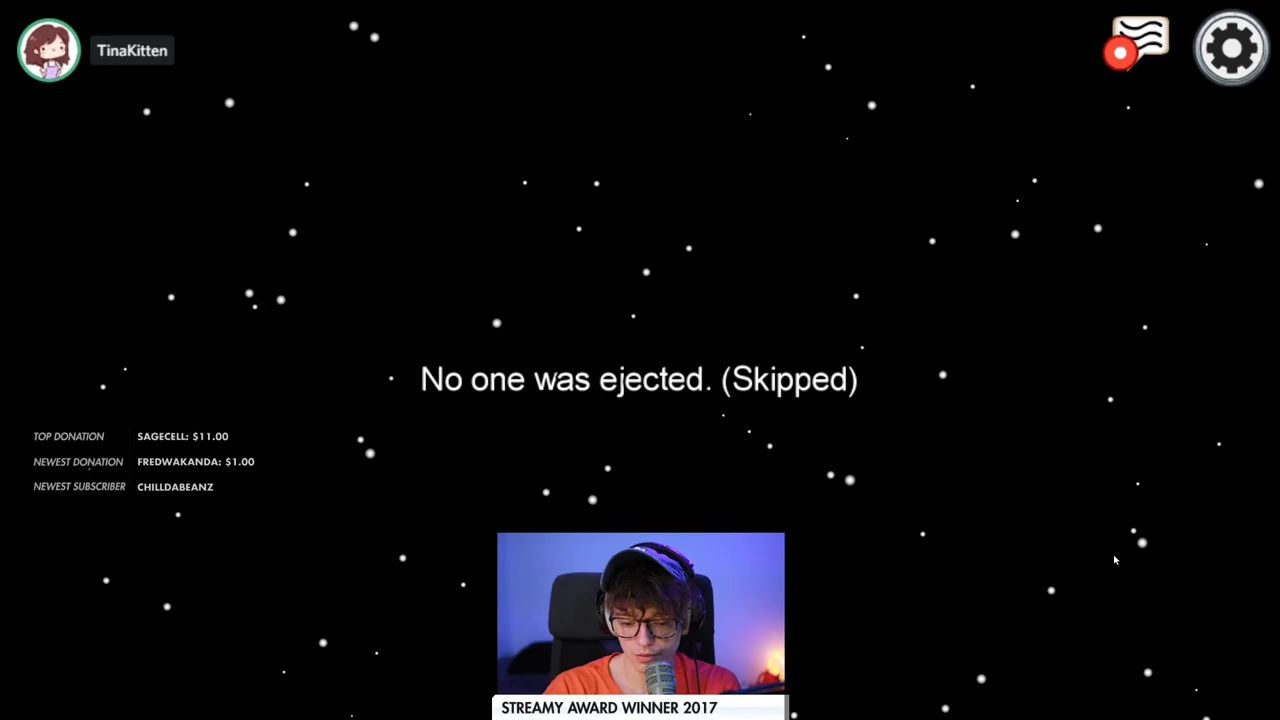 TinaKitten
No one was ejected. (Skipped)
TOP DONATION SAGECELL: $11.00
NEWEST DONATION FREDWAKANDA: $1.00
NEWEST SUBSCRIBER CHILLDABEANZ
STREAMY AWARD WINNER 2017